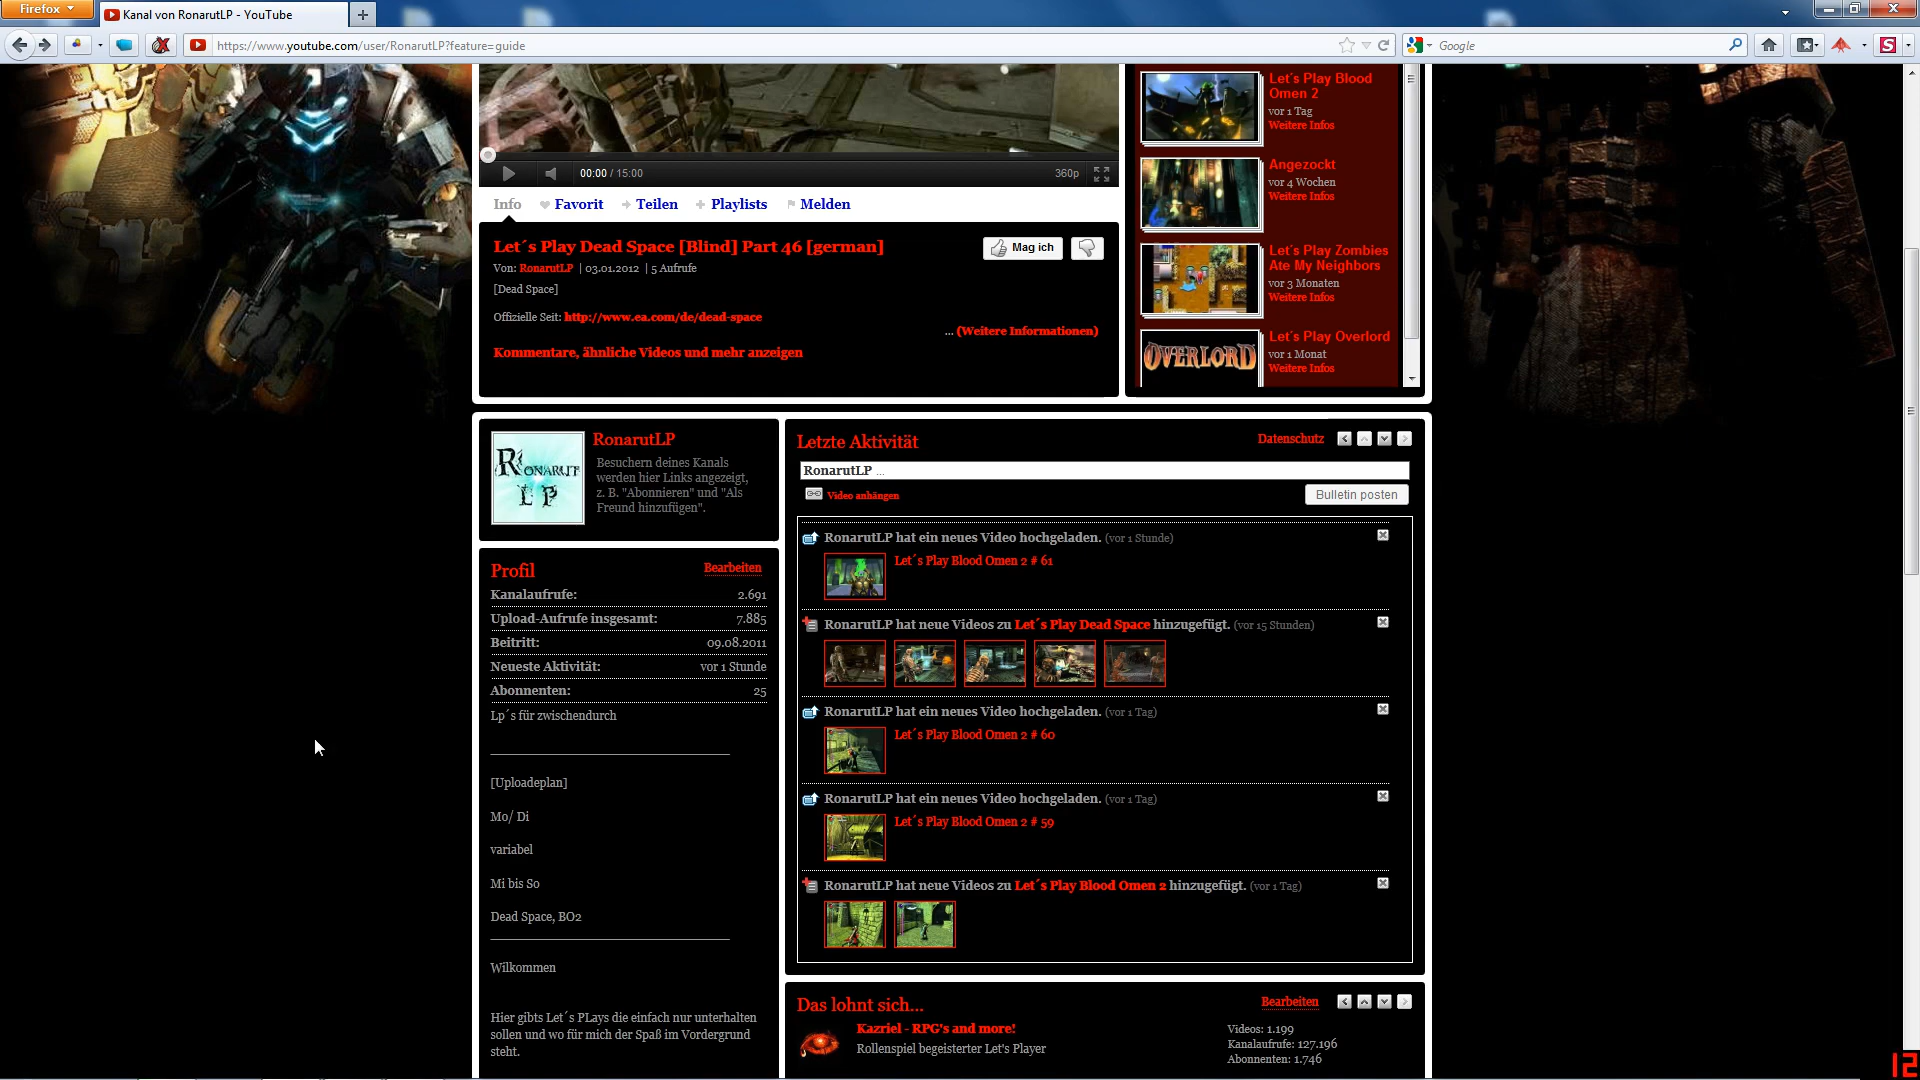 Firefox
Kanal von RonarutLP - YouTube
https://www.youtube.com/user/RonarutLP?feature=guide
Google
00:00 / 15:00
360p
Info
Favorit
Teilen
Playlists
Melden
Let´s Play Dead Space [Blind] Part 46 [german]
Mag ich
Von: RonarutLP | 03.01.2012 | 5 Aufrufe
[Dead Space]
Offizielle Seit: http://www.ea.com/de/dead-space
... (Weitere Informationen)
Kommentare, ähnliche Videos und mehr anzeigen
Let´s Play Blood
Omen 2
vor 1 Tag
Weitere Infos
Angezockt
vor 4 Wochen
Weitere Infos
Let´s Play Zombies
Ate My Neighbors
vor 3 Monaten
Weitere Infos
OVERLORD
Let´s Play Overlord
vor 1 Monat
Weitere Infos
RONARUT
LP
RonarutLP
Besuchern deines Kanals
werden hier Links angezeigt,
z. B. "Abonnieren" und "Als
Freund hinzufügen".
Profil
Bearbeiten
Kanalaufrufe: 2.691
Upload-Aufrufe insgesamt: 7.885
Beitritt: 09.08.2011
Neueste Aktivität: vor 1 Stunde
Abonnenten: 25
Lp´s für zwischendurch
[Uploadeplan]
Mo/ Di
variabel
Mi bis So
Dead Space, BO2
Wilkommen
Hier gibts Let´s PLays die einfach nur unterhalten
sollen und wo für mich der Spaß im Vordergrund
steht.
Letzte Aktivität
Datenschutz
RonarutLP ...
Video anhängen
Bulletin posten
RonarutLP hat ein neues Video hochgeladen. (vor 1 Stunde)
Let´s Play Blood Omen 2 # 61
RonarutLP hat neue Videos zu Let´s Play Dead Space hinzugefügt. (vor 15 Stunden)
RonarutLP hat ein neues Video hochgeladen. (vor 1 Tag)
Let´s Play Blood Omen 2 # 60
RonarutLP hat ein neues Video hochgeladen. (vor 1 Tag)
Let´s Play Blood Omen 2 # 59
RonarutLP hat neue Videos zu Let´s Play Blood Omen 2 hinzugefügt. (vor 1 Tag)
Das lohnt sich...
Bearbeiten
Kazriel - RPG's and more!
Rollenspiel begeisterter Let's Player
Videos: 1.199
Kanalaufrufe: 127.196
Abonnenten: 1.746
12